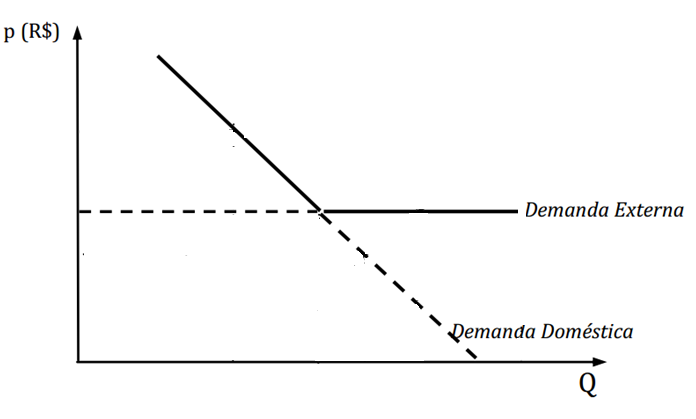 p (R$)
Demanda Externa
Demanda Doméstica
Q